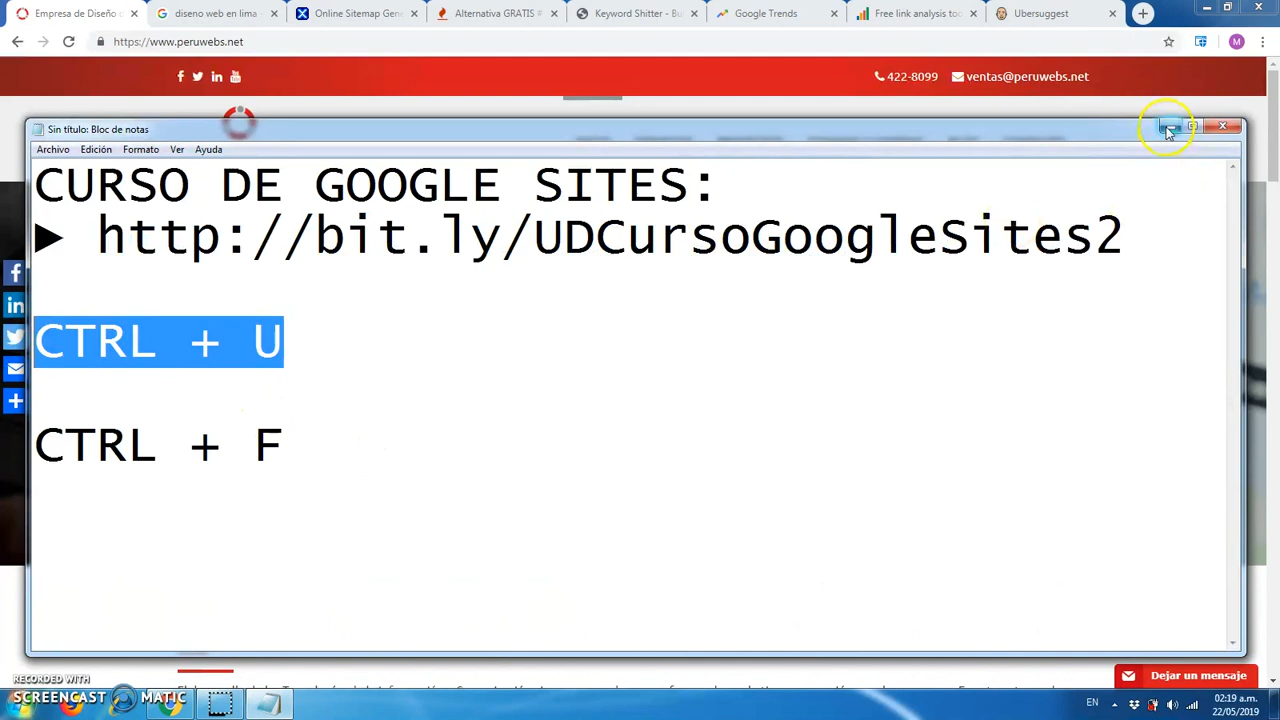 Empresa de Diseño d
diseno web en lima
Online Sitemap Gene
Alternativa GRATIS #
Keyword Shitter - Bu
Google Trends
Free link analysis too
Ubersuggest
https://www.peruwebs.net
M
422-8099
ventas@peruwebs.net
Sin título: Bloc de notas
Archivo Edición Formato Ver Ayuda
CURSO DE GOOGLE SITES:
► http://bit.ly/UDCursoGoogleSites2
CTRL + U
CTRL + F
Dejar un mensaje
RECORDED WITH
SCREENCAST MATIC
EN
02:19 a.m.
22/05/2019